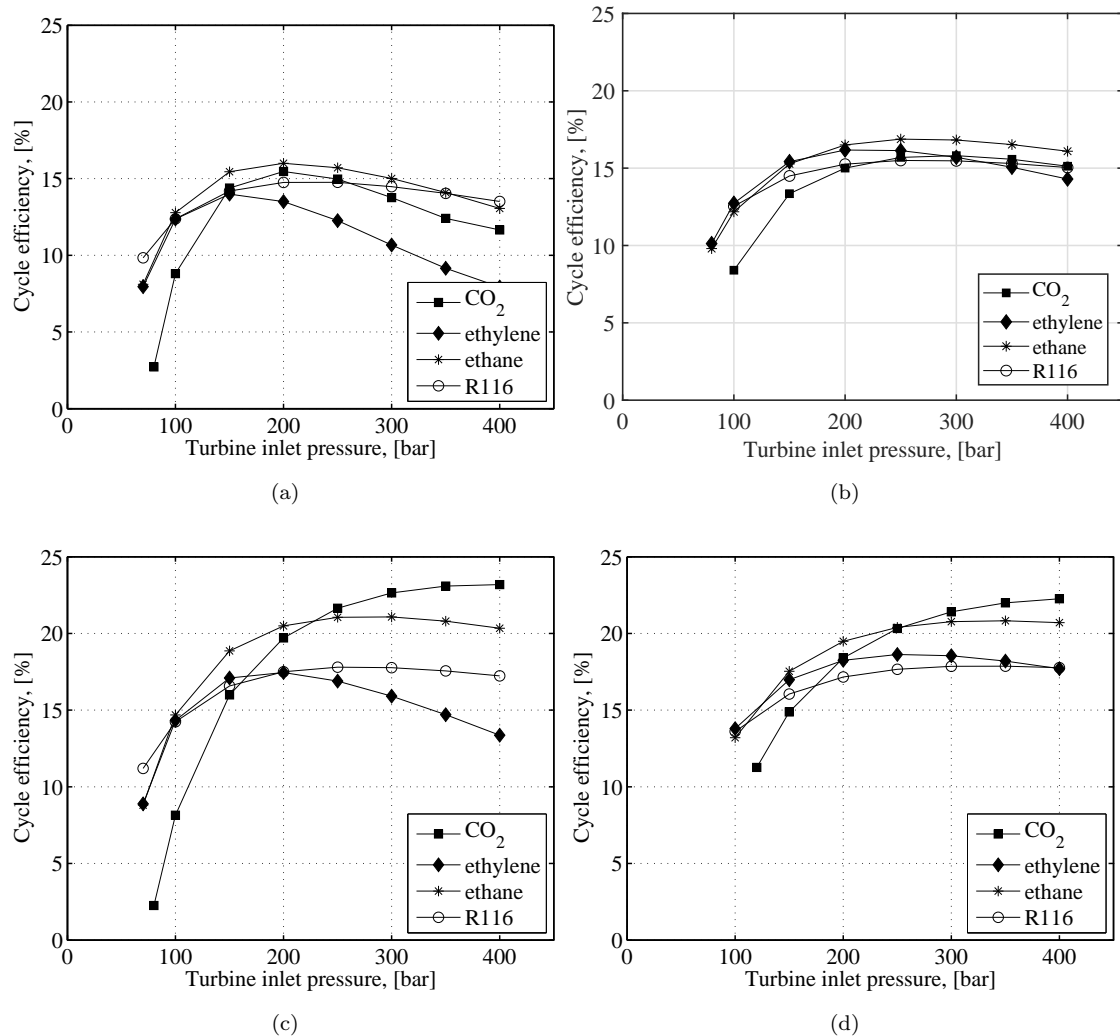 25
20
15
10
5
0
Cycle efficiency, [%]
0 100 200 300 400
Turbine inlet pressure, [bar]
CO2
ethylene
ethane
R116
(a)
25
20
15
10
5
0
Cycle efficiency, [%]
0 100 200 300 400
Turbine inlet pressure, [bar]
CO2
ethylene
ethane
R116
(b)
25
20
15
10
5
0
Cycle efficiency, [%]
0 100 200 300 400
Turbine inlet pressure, [bar]
CO2
ethylene
ethane
R116
(c)
25
20
15
10
5
0
Cycle efficiency, [%]
0 100 200 300 400
Turbine inlet pressure, [bar]
CO2
ethylene
ethane
R116
(d)